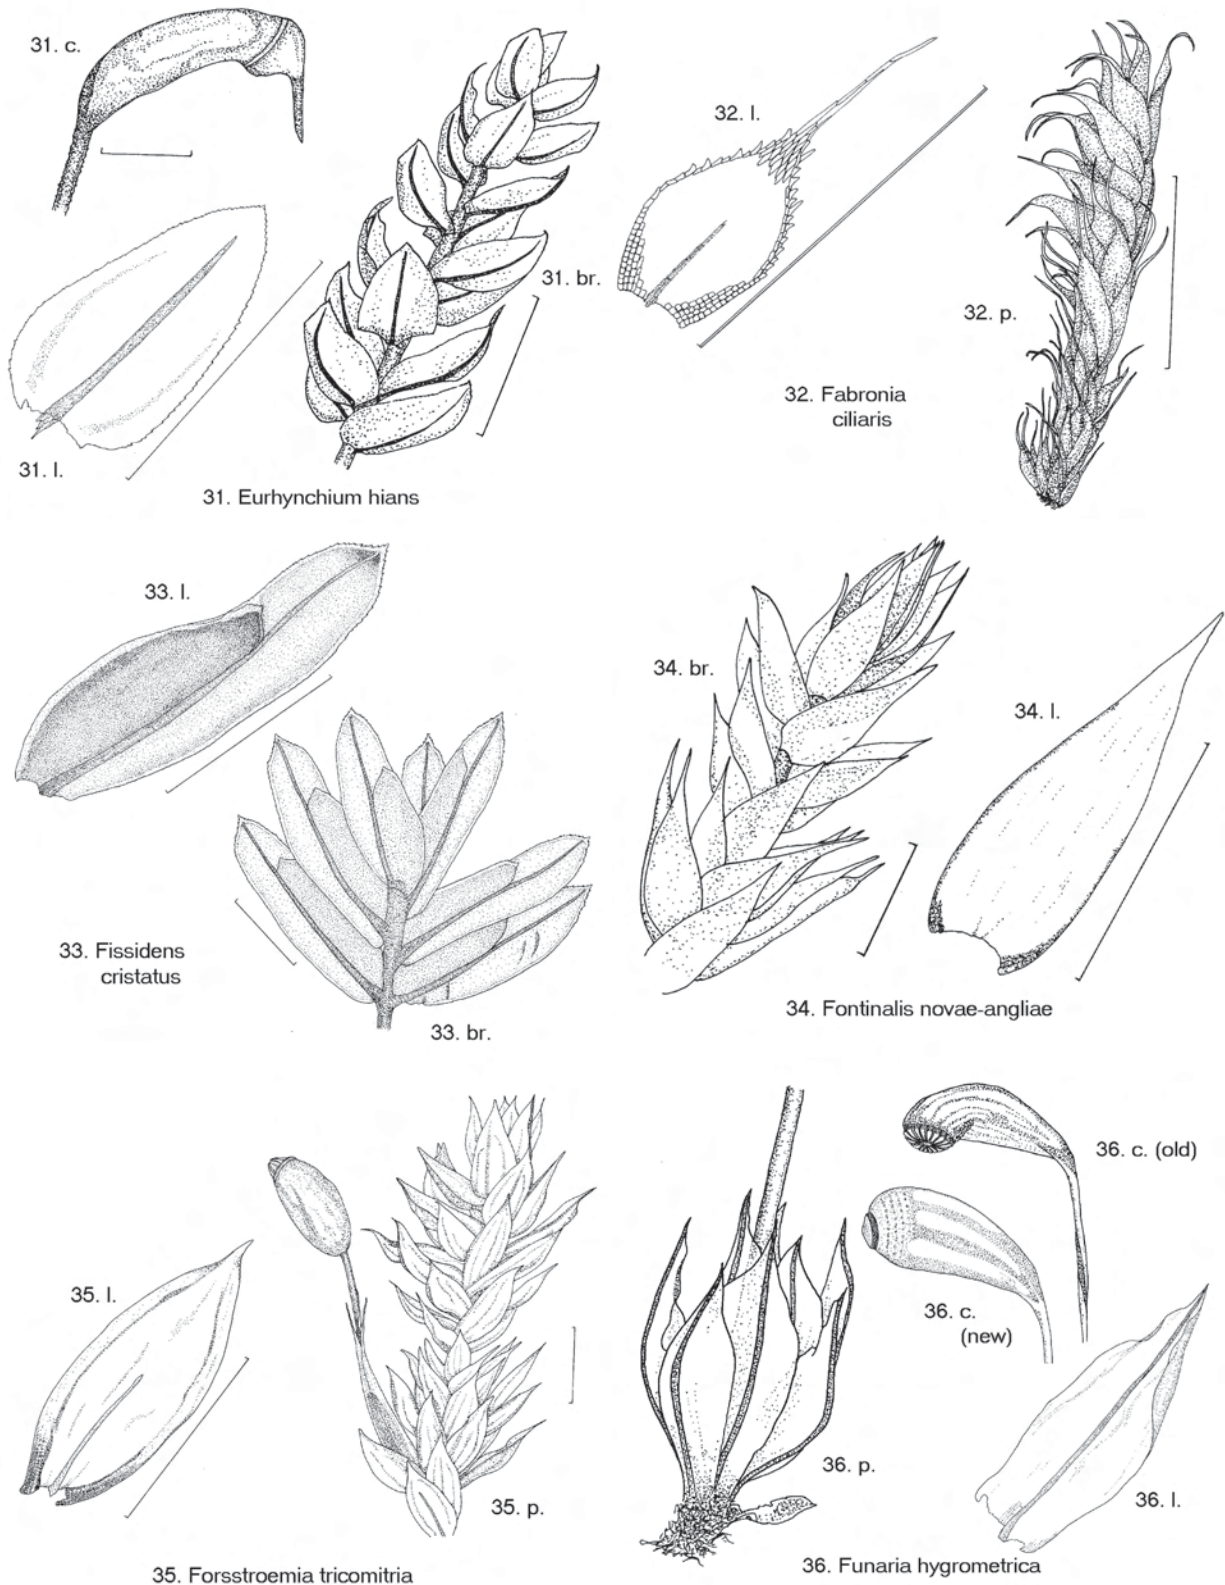 31. c.
31. br.
31. l.
31. Eurhynchium hians
32. l.
32. p.
32. Fabronia
ciliaris
33. l.
33. Fissidens
cristatus
33. br.
34. br.
34. l.
34. Fontinalis novae-angliae
35. l.
35. p.
35. Forsstroemia tricomitria
36. c. (old)
36. c.
(new)
36. p.
36. l.
36. Funaria hygrometrica